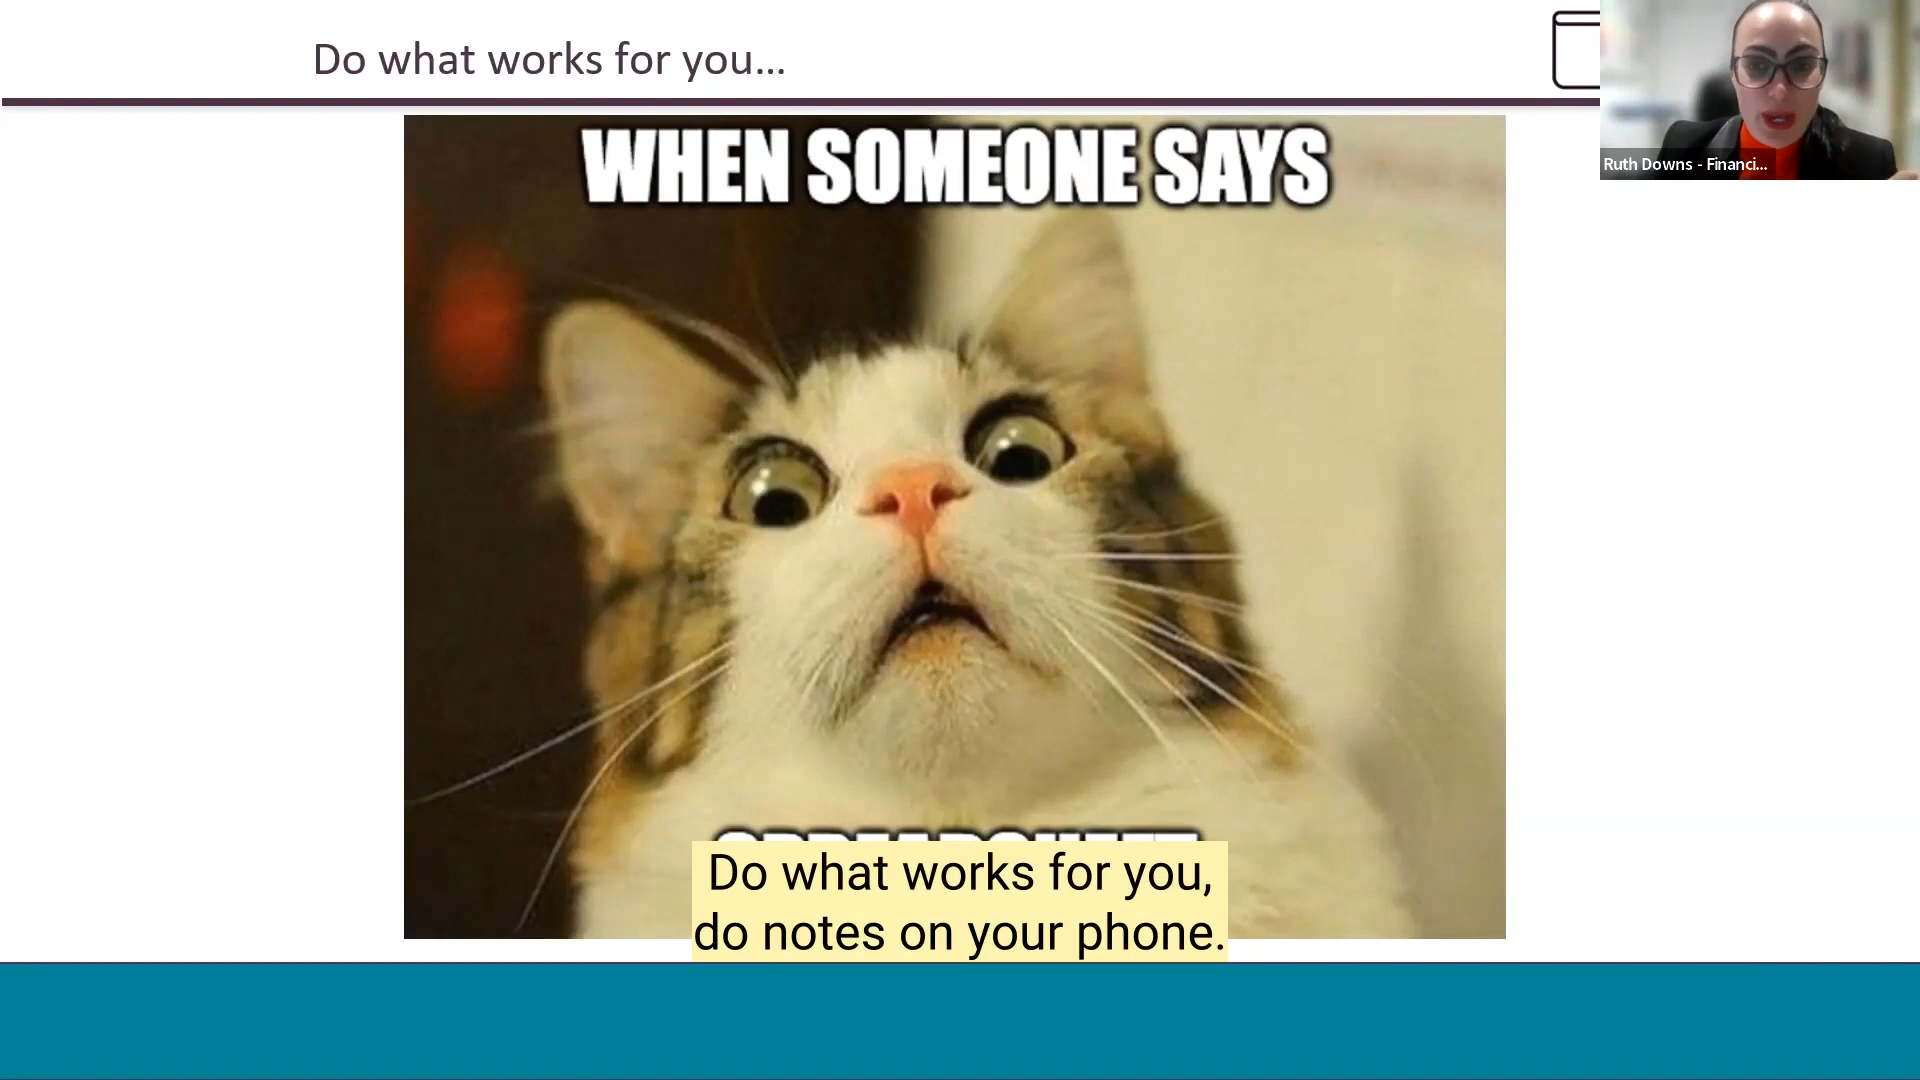 Do what works for you...
Ruth Downs - Financi...
WHEN SOMEONE SAYS
Do what works for you,
do notes on your phone.